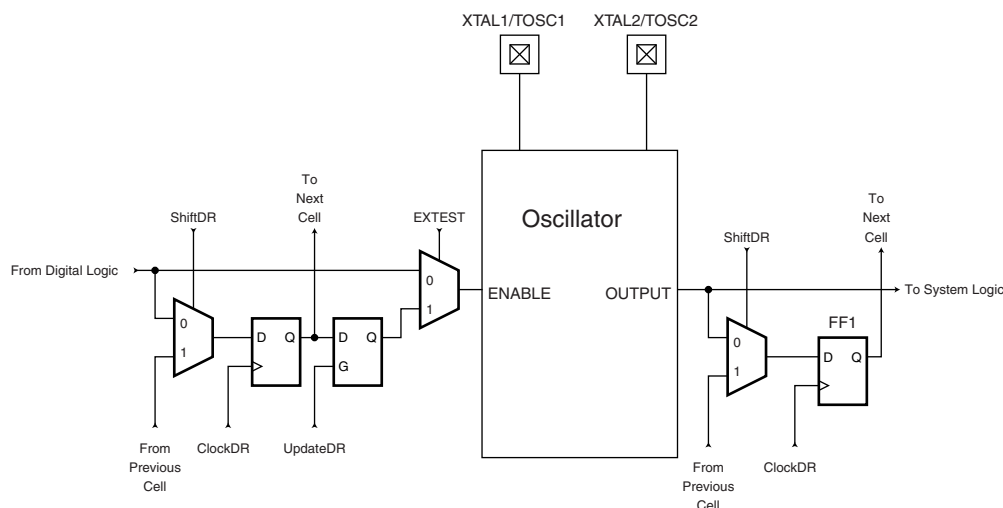 XTAL1/TOSC1
XTAL2/TOSC2
To
Next
Cell
ShiftDR
EXTEST
Oscillator
To
Next
Cell
ShiftDR
From Digital Logic
0
1
ENABLE
OUTPUT
To System Logic
0
1
D Q
D Q
G
FF1
0
1
D Q
From
Previous
Cell
ClockDR
UpdateDR
From
Previous
Cell
ClockDR